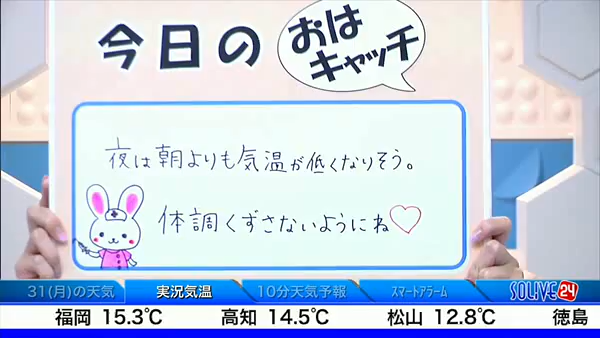 今日の
おは
キャッチ
夜は朝よりも気温が低くなりそう。
体調くずさないようにね♡
31(月)の天気 実況気温 10分天気予報 スマートアラーム SOLiVE24
福岡 15.3℃ 高知 14.5℃ 松山 12.8℃ 徳島